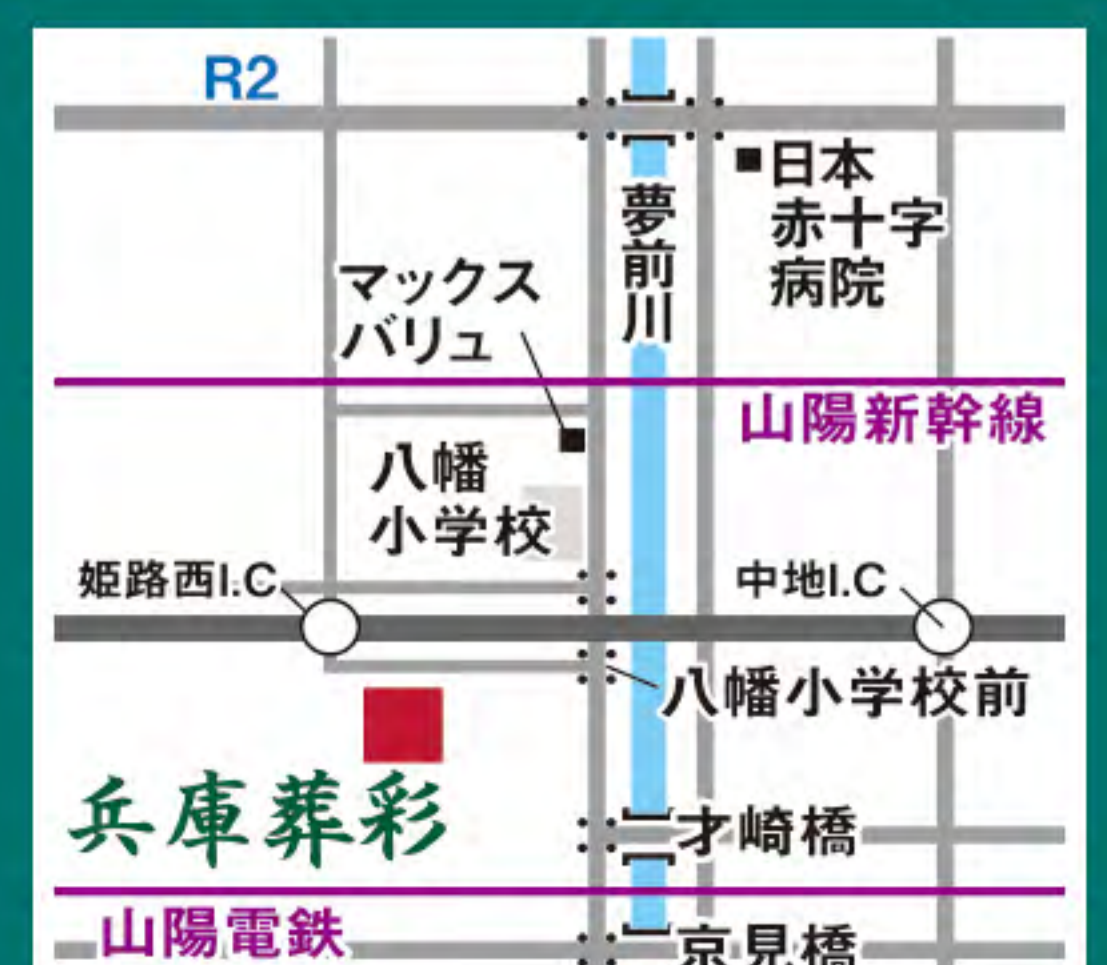 R2
日本
赤十字
病院
夢前川
マックス
バリュ
山陽新幹線
八幡
小学校
姫路西I.C
中地I.C
八幡小学校前
兵庫葬彩
才崎橋
山陽電鉄
京見橋